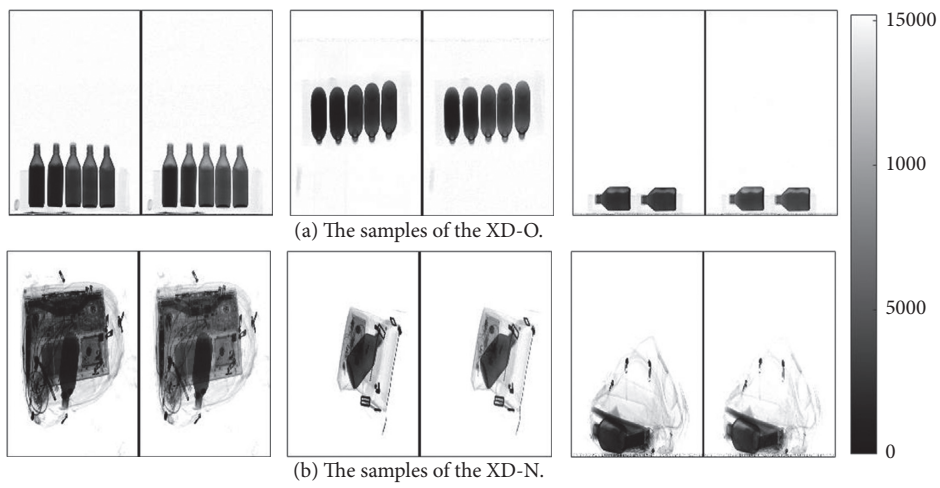 15000
1000
(a) The samples of the XD-O.
5000
0
(b) The samples of the XD-N.